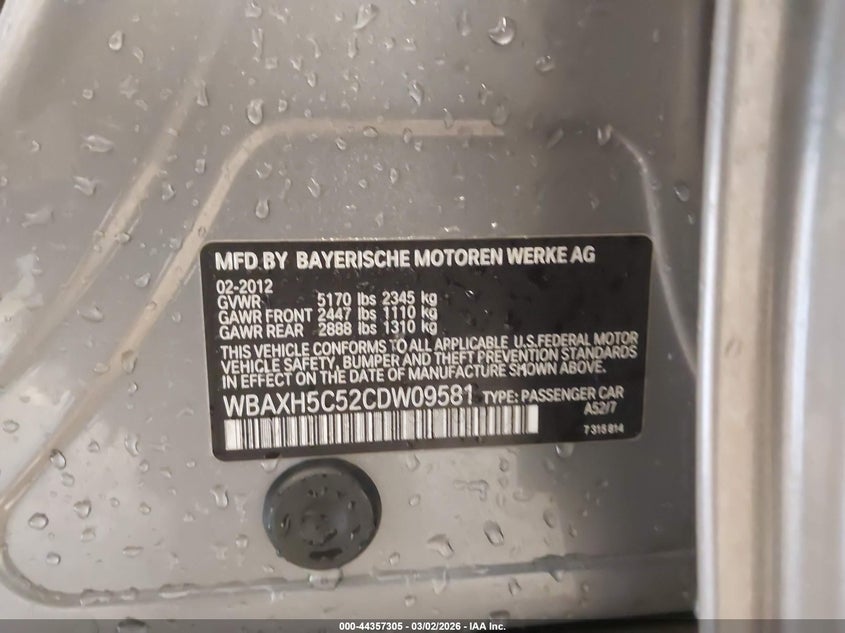 MFD. BY BAYERISCHE MOTOREN WERKE AG
02-2012
GVWR 5170 lbs 2345 kg
GAWR FRONT 2447 lbs 1110 kg
GAWR REAR 2888 lbs 1310 kg
THIS VEHICLE CONFORMS TO ALL APPLICABLE U.S.FEDERAL MOTOR
VEHICLE SAFETY, BUMPER AND THEFT PREVENTION STANDARDS
IN EFFECT ON THE DATE OF MANUFACTURE SHOWN ABOVE.
WBAXH5C52CDW09581 TYPE: PASSENGER CAR
A52/7
7 315 814
000-44357305 - 03/02/2026 - IAA Inc.